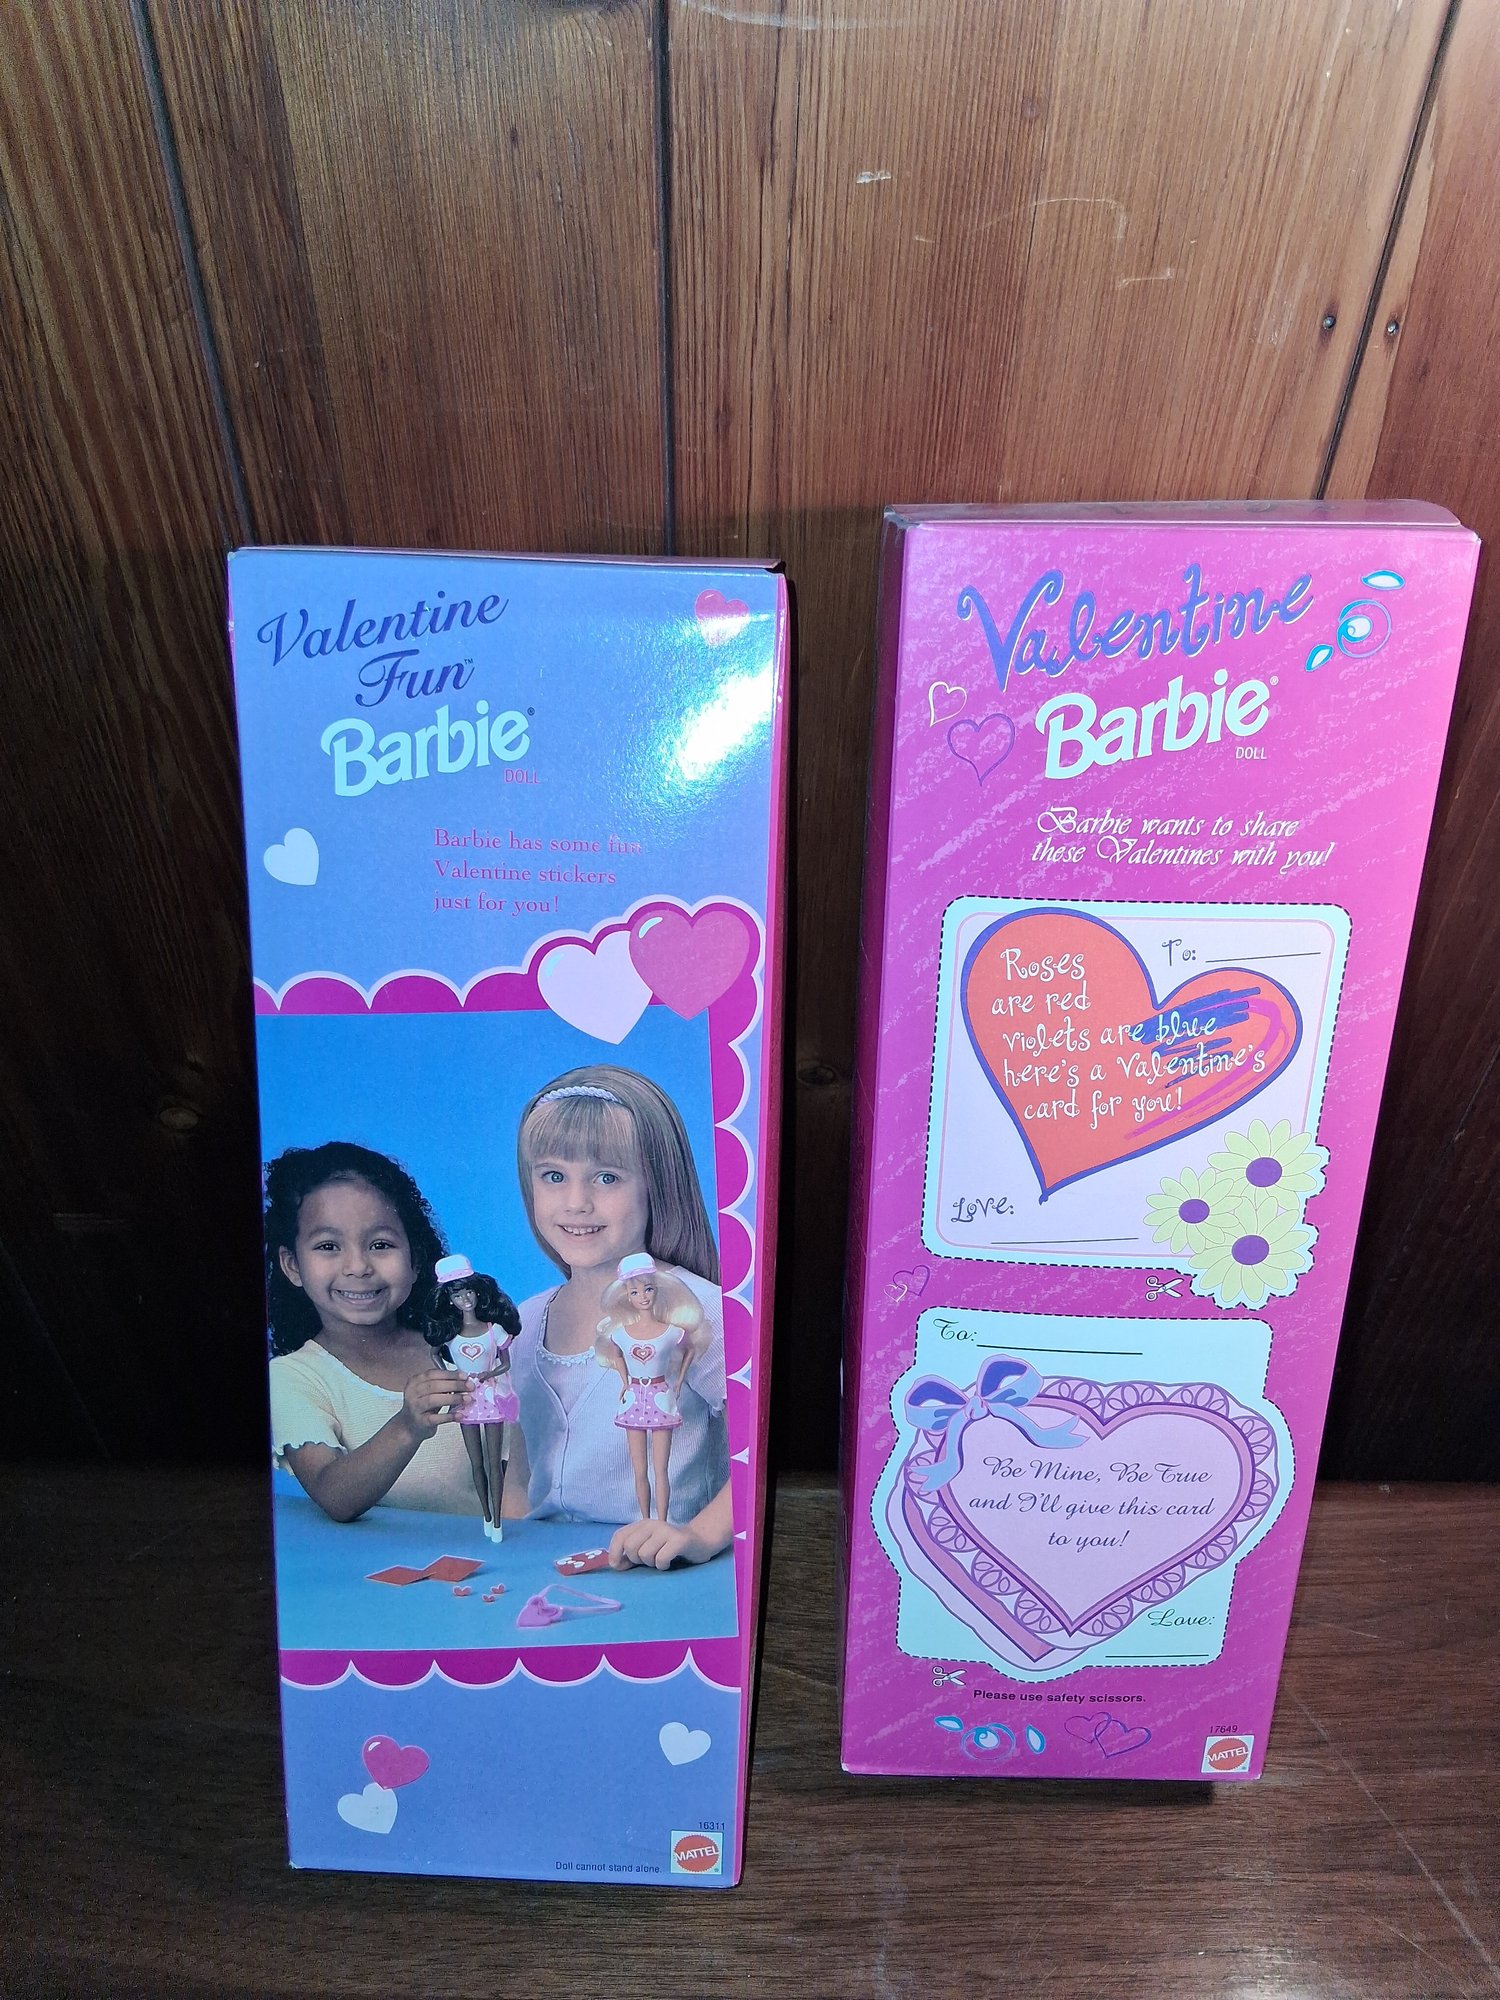 Valentine
Fun™
Barbie®
DOLL
Barbie has some fun
Valentine stickers
just for you!
16311
Doll cannot stand alone.
MATTEL
Valentine
Barbie®
DOLL
Barbie wants to share
these Valentines with you!
To:
Roses
are red
violets are blue
here's a Valentine's
card for you!
Love:
To:
Be Mine, Be True
and I'll give this card
to you!
Love:
Please use safety scissors.
17649
MATTEL